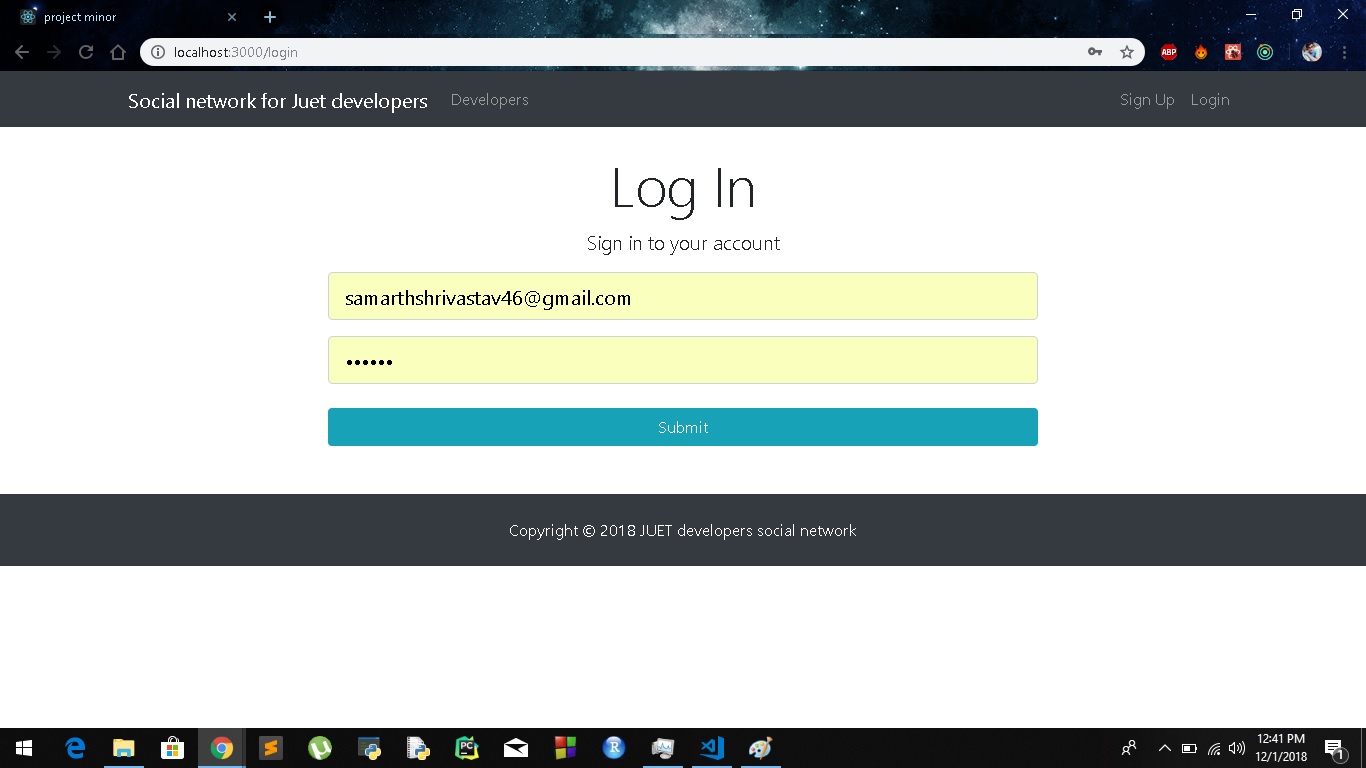 project minor
localhost:3000/login
ABP
Social network for Juet developers
Developers
Sign Up
Login
Log In
Sign in to your account
samarthshrivastav46@gmail.com
••••••
Submit
Copyright © 2018 JUET developers social network
PC
R
12:41 PM
12/1/2018
1